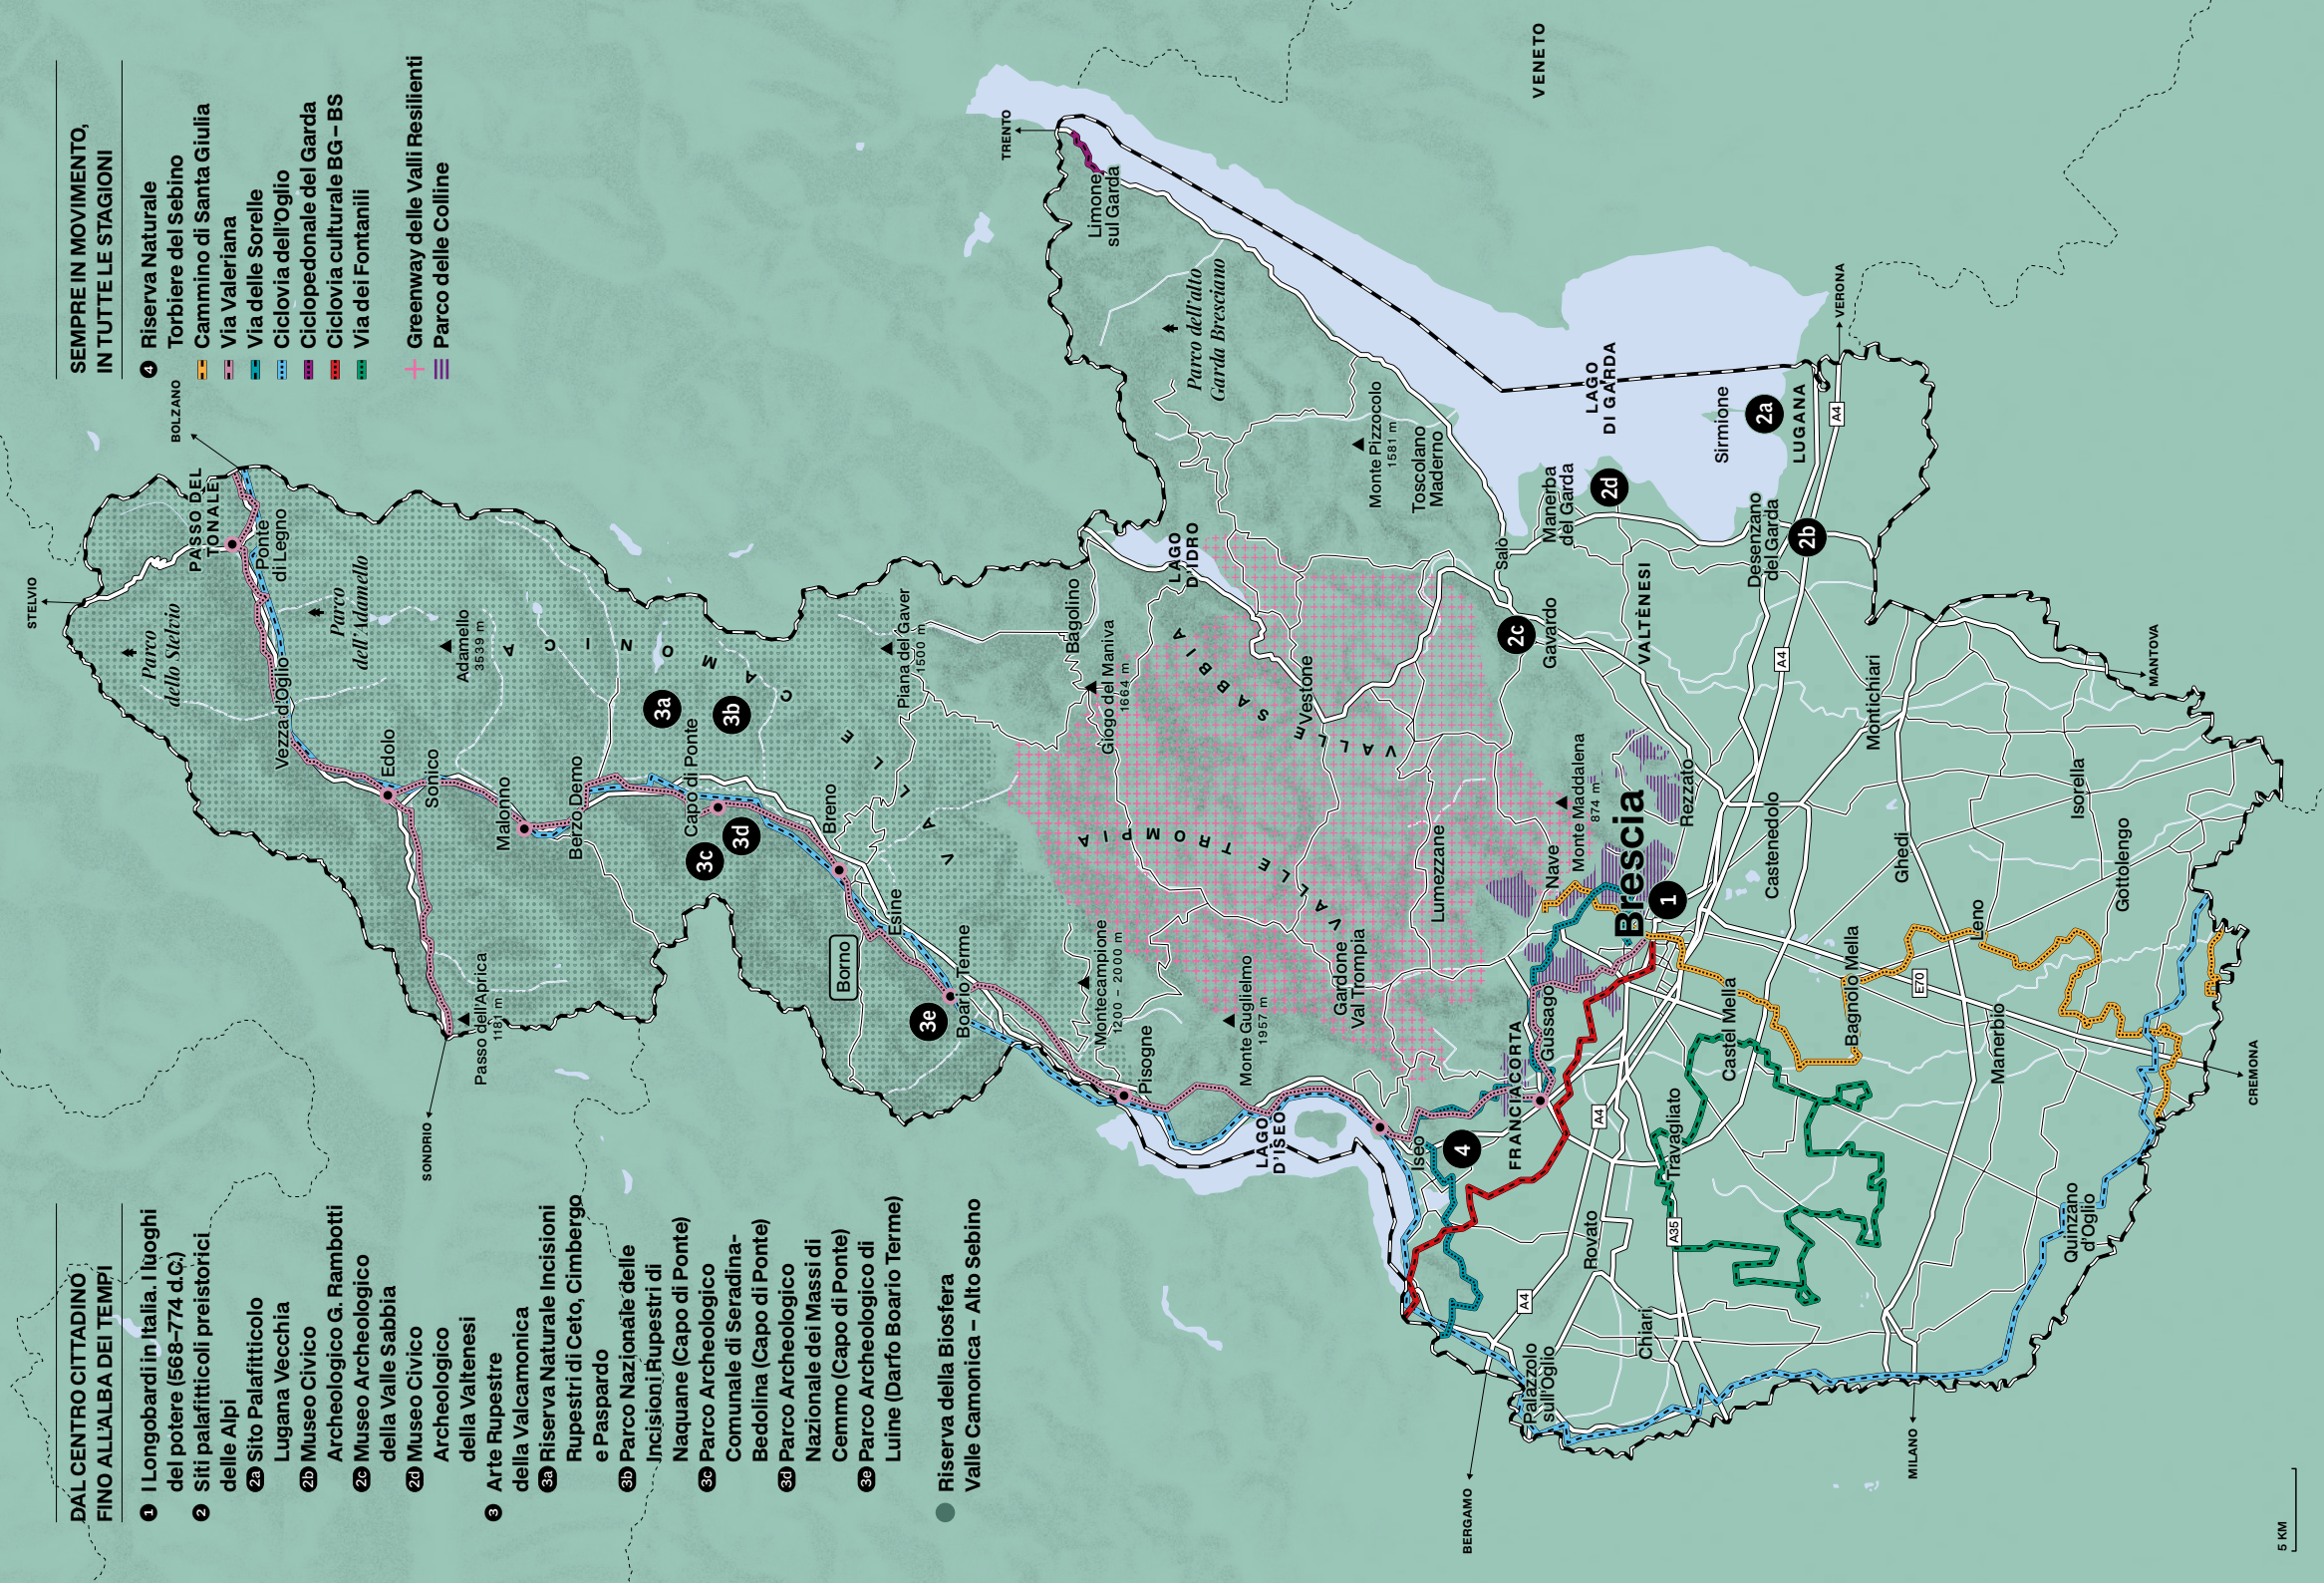 DAL CENTRO CITTADINO
FINO ALL'ALBA DEI TEMPI
1 I Longobardi in Italia. I luoghi
del potere (568–774 d.C.)
2 Siti palafitticoli preistorici
delle Alpi
2a Sito Palafitticolo
Lugana Vecchia
2b Museo Civico
Archeologico G. Rambotti
2c Museo Archeologico
della Valle Sabbia
2d Museo Civico
Archeologico
della Valtenesi
3 Arte Rupestre
della Valcamonica
3a Riserva Naturale Incisioni
Rupestri di Ceto, Cimbergo
e Paspardo
3b Parco Nazionale delle
Incisioni Rupestri di
Naquane (Capo di Ponte)
3c Parco Archeologico
Comunale di Seradina-
Bedolina (Capo di Ponte)
3d Parco Archeologico
Nazionale dei Massi di
Cemmo (Capo di Ponte)
3e Parco Archeologico di
Luine (Darfo Boario Terme)
Riserva della Biosfera
Valle Camonica – Alto Sebino
SEMPRE IN MOVIMENTO,
IN TUTTE LE STAGIONI
4 Riserva Naturale
Torbiere del Sebino
Cammino di Santa Giulia
Via Valeriana
Via delle Sorelle
Ciclovia dell'Oglio
Ciclopedonale del Garda
Ciclovia culturale BG – BS
Via dei Fontanili
Greenway delle Valli Resilienti
Parco delle Colline
STELVIO
BOLZANO
SONDRIO
TRENTO
VENETO
VERONA
MANTOVA
CREMONA
MILANO
BERGAMO
5 KM
PASSO DEL
TONALE
Ponte
di Legno
Parco
dello Stelvio
Parco
dell'Adamello
Vezza d'Oglio
Adamello
3539 m
Edolo
Sonico
Malonno
Berzo Demo
Passo dell'Aprica
1181 m
VALLE CAMONICA
3a
3b
Capo di Ponte
3c
3d
Breno
Piana del Gaver
1500 m
Borno
Esine
3e
Boario Terme
Bagolino
Giogo del Maniva
1664 m
Montecampione
1200 – 2000 m
Pisogne
Monte Guglielmo
1957 m
LAGO
D'ISEO
Iseo
4
VALLE TROMPIA
VALLE SABBIA
LAGO
D'IDRO
Vestone
Gardone
Val Trompia
Lumezzane
Limone
sul Garda
Parco dell'alto
Garda Bresciano
Monte Pizzocolo
1581 m
Toscolano
Maderno
Salò
2c
Gavardo
Manerba
del Garda
2d
LAGO
DI GARDA
Sirmione
2a
LUGANA
Desenzano
del Garda
2b
VALTÈNESI
A4
A4
Nave
Monte Maddalena
874 m
Brescia
1
Rezzato
FRANCIACORTA
Gussago
Castel Mella
Castenedolo
Montichiari
Ghedi
Isorella
Gottolengo
Leno
Bagnolo Mella
E70
Manerbio
Travagliato
A4
A35
A4
Rovato
Chiari
Palazzolo
sull'Oglio
Quinzano
d'Oglio